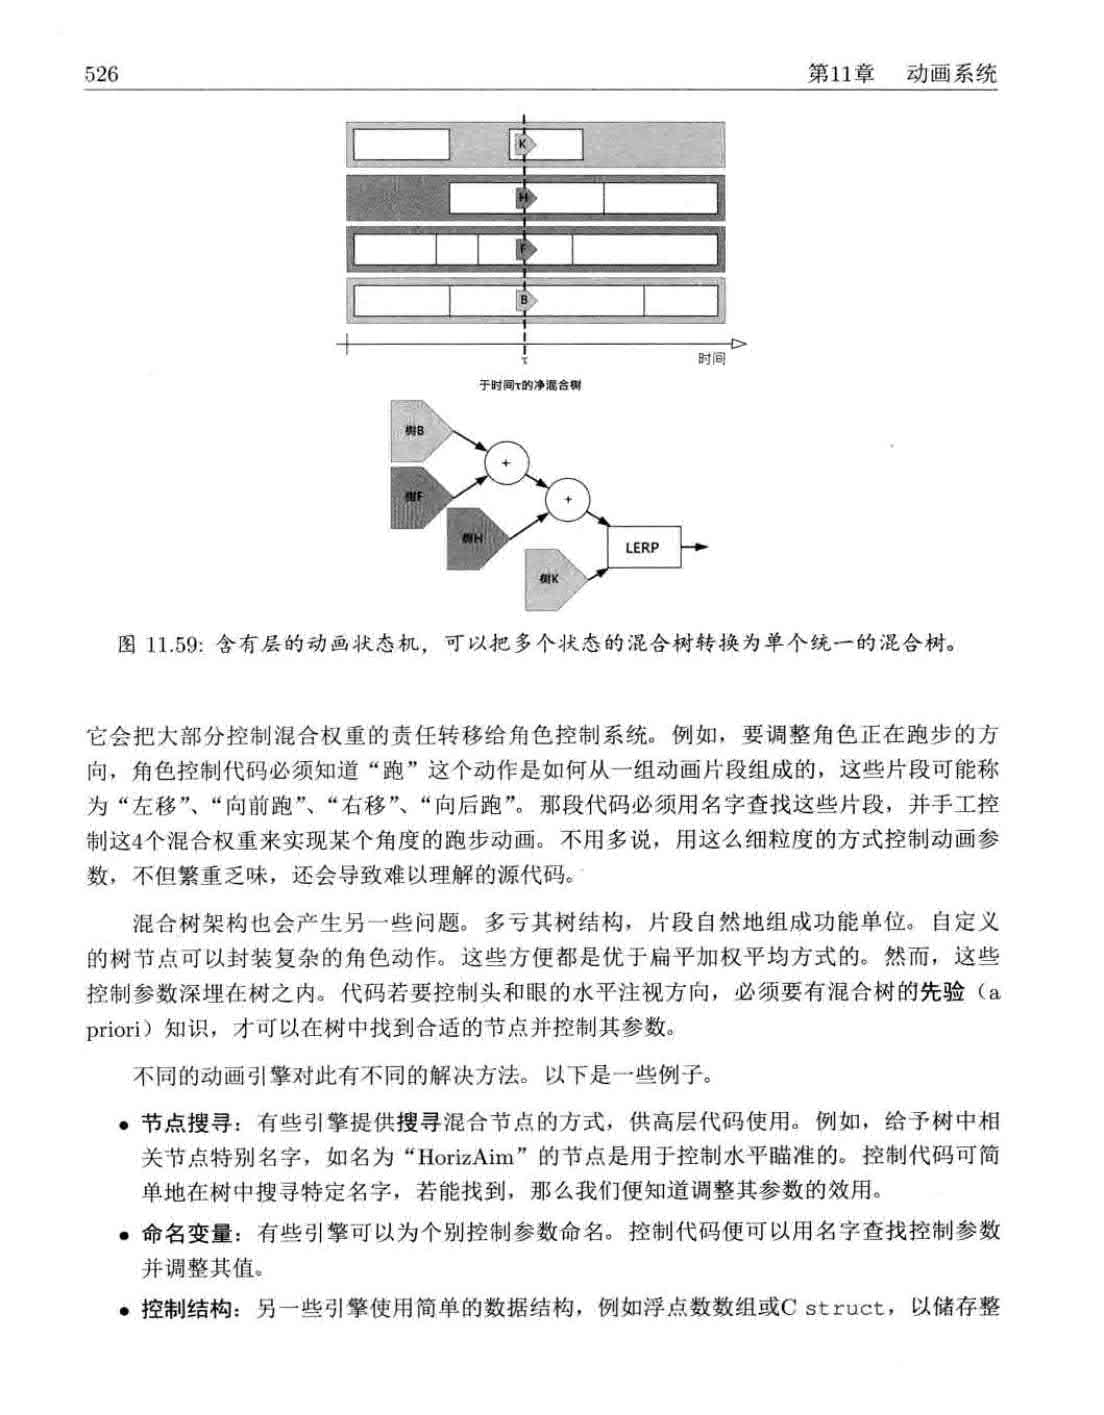 526
第11章 动画系统
K
H
F
B
τ
时间
于时间τ的净混合树
树B
+
树F
+
树H
LERP
树K
图 11.59: 含有层的动画状态机，可以把多个状态的混合树转换为单个统一的混合树。
它会把大部分控制混合权重的责任转移给角色控制系统。例如，要调整角色正在跑步的方
向，角色控制代码必须知道“跑”这个动作是如何从一组动画片段组成的，这些片段可能称
为“左移”、“向前跑”、“右移”、“向后跑”。那段代码必须用名字查找这些片段，并手工控
制这4个混合权重来实现某个角度的跑步动画。不用多说，用这么细粒度的方式控制动画参
数，不但繁重乏味，还会导致难以理解的源代码。
混合树架构也会产生另一些问题。多亏其树结构，片段自然地组成功能单位。自定义
的树节点可以封装复杂的角色动作。这些方便都是优于扁平加权平均方式的。然而，这些
控制参数深埋在树之内。代码若要控制头和眼的水平注视方向，必须要有混合树的先验（a
priori）知识，才可以在树中找到合适的节点并控制其参数。
不同的动画引擎对此有不同的解决方法。以下是一些例子。
● 节点搜寻：有些引擎提供搜寻混合节点的方式，供高层代码使用。例如，给予树中相
关节点特别名字，如名为“HorizAim”的节点是用于控制水平瞄准的。控制代码可简
单地在树中搜寻特定名字，若能找到，那么我们便知道调整其参数的效用。
● 命名变量：有些引擎可以为个别控制参数命名。控制代码便可以用名字查找控制参数
并调整其值。
● 控制结构：另一些引擎使用简单的数据结构，例如浮点数数组或C struct，以储存整